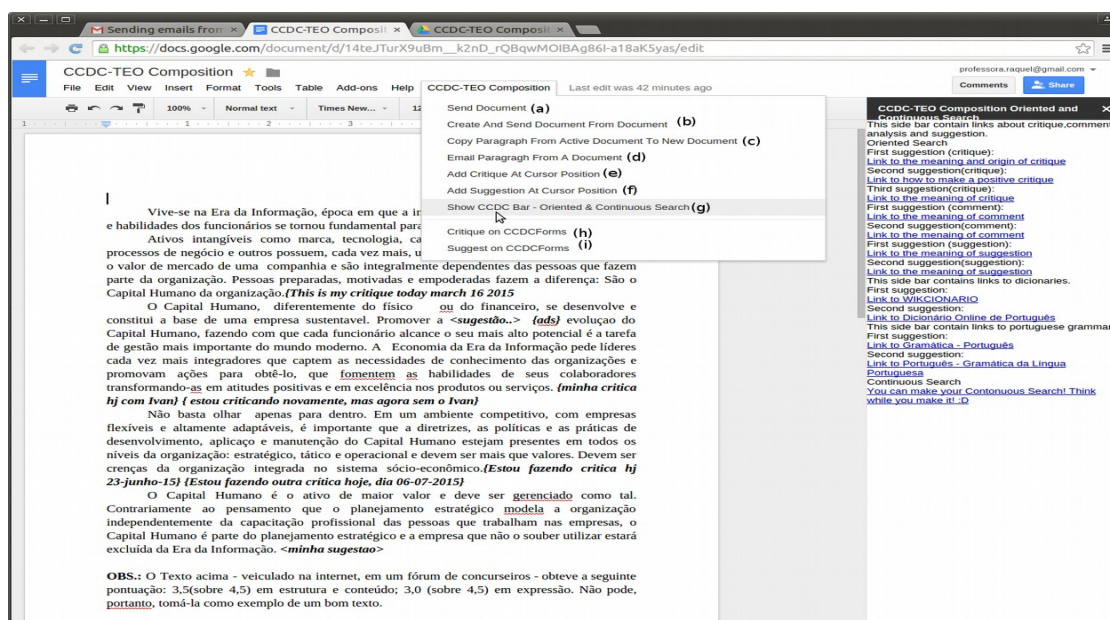 Sending emails from
CCDC-TEO Composit
CCDC-TEO Composit
https://docs.google.com/document/d/14teJTurX9uBm__k2nD_rQBqwMOIBAg86I-a18aK5yas/edit
CCDC-TEO Composition
professora.raquel@gmail.com
File Edit View Insert Format Tools Table Add-ons Help CCDC-TEO Composition Last edit was 42 minutes ago
Comments Share
100% Normal text Times New... 12
Send Document (a)
Create And Send Document From Document (b)
Copy Paragraph From Active Document To New Document (c)
Email Paragragh From A Document (d)
Add Critique At Cursor Position (e)
Add Suggestion At Cursor Position (f)
Show CCDC Bar - Oriented & Continuous Search (g)
Critique on CCDCForms (h)
Suggest on CCDCForms (i)
1 1 2 3
Vive-se na Era da Informação, época em que a in
e habilidades dos funcionários se tornou fundamental para
Ativos intangíveis como marca, tecnologia, ca
processos de negócio e outros possuem, cada vez mais, u
o valor de mercado de uma companhia e são integralmente dependentes das pessoas que fazem
parte da organização. Pessoas preparadas, motivadas e empoderadas fazem a diferença: São o
Capital Humano da organização.{This is my critique today march 16 2015
O Capital Humano, diferentemente do físico ou do financeiro, se desenvolve e
constitui a base de uma empresa sustentavel. Promover a <sugestão..> {ads} evoluçao do
Capital Humano, fazendo com que cada funcionário alcance o seu mais alto potencial é a tarefa
de gestão mais importante do mundo moderno. A Economia da Era da Informação pede líderes
cada vez mais integradores que captem as necessidades de conhecimento das organizações e
promovam ações para obtê-lo, que fomentem as habilidades de seus colaboradores
transformando-as em atitudes positivas e em excelência nos produtos ou serviços. {minha critica
hj com Ivan} { estou criticando novamente, mas agora sem o Ivan}
Não basta olhar apenas para dentro. Em um ambiente competitivo, com empresas
flexíveis e altamente adaptáveis, é importante que a diretrizes, as políticas e as práticas de
desenvolvimento, aplicaço e manutenção do Capital Humano estejam presentes em todos os
níveis da organização: estratégico, tático e operacional e devem ser mais que valores. Devem ser
crenças da organização integrada no sistema sócio-econômico.{Estou fazendo critica hj
23-junho-15} {Estou fazendo outra crítica hoje, dia 06-07-2015}
O Capital Humano é o ativo de maior valor e deve ser gerenciado como tal.
Contrariamente ao pensamento que o planejamento estratégico modela a organização
independentemente da capacitação profissional das pessoas que trabalham nas empresas, o
Capital Humano é parte do planejamento estratégico e a empresa que não o souber utilizar estará
excluída da Era da Informação. <minha sugestao>
OBS.: O Texto acima - veiculado na internet, em um fórum de concurseiros - obteve a seguinte
pontuação: 3,5(sobre 4,5) em estrutura e conteúdo; 3,0 (sobre 4,5) em expressão. Não pode,
portanto, tomá-la como exemplo de um bom texto.
CCDC-TEO Composition Oriented and
Continuous Search
This side bar contain links about critique,comment
analysis and suggestion.
Oriented Search
First suggestion (critique):
Link to the meaning and origin of critique
Second suggestion(critique):
Link to how to make a positive critique
Third suggestion(critique):
Link to the meaning of critique
First suggestion (comment):
Link to the meaning of comment
Second suggestion(comment):
Link to the menaing of comment
First suggestion (suggestion):
Link to the meaning of suggestion
Second suggestion(suggestion):
Link to the meaning of suggestion
This side bar contains links to dicionaries.
First suggestion:
Link to WIKCIONARIO
Second suggestion:
Link to Dicionário Online de Português
This side bar contain links to portuguese grammar
First suggestion:
Link to Gramática - Português
Second suggestion:
Link to Português - Gramática da Língua
Portuguesa
Continuous Search
You can make your Contonuous Search! Think
while you make it! :D